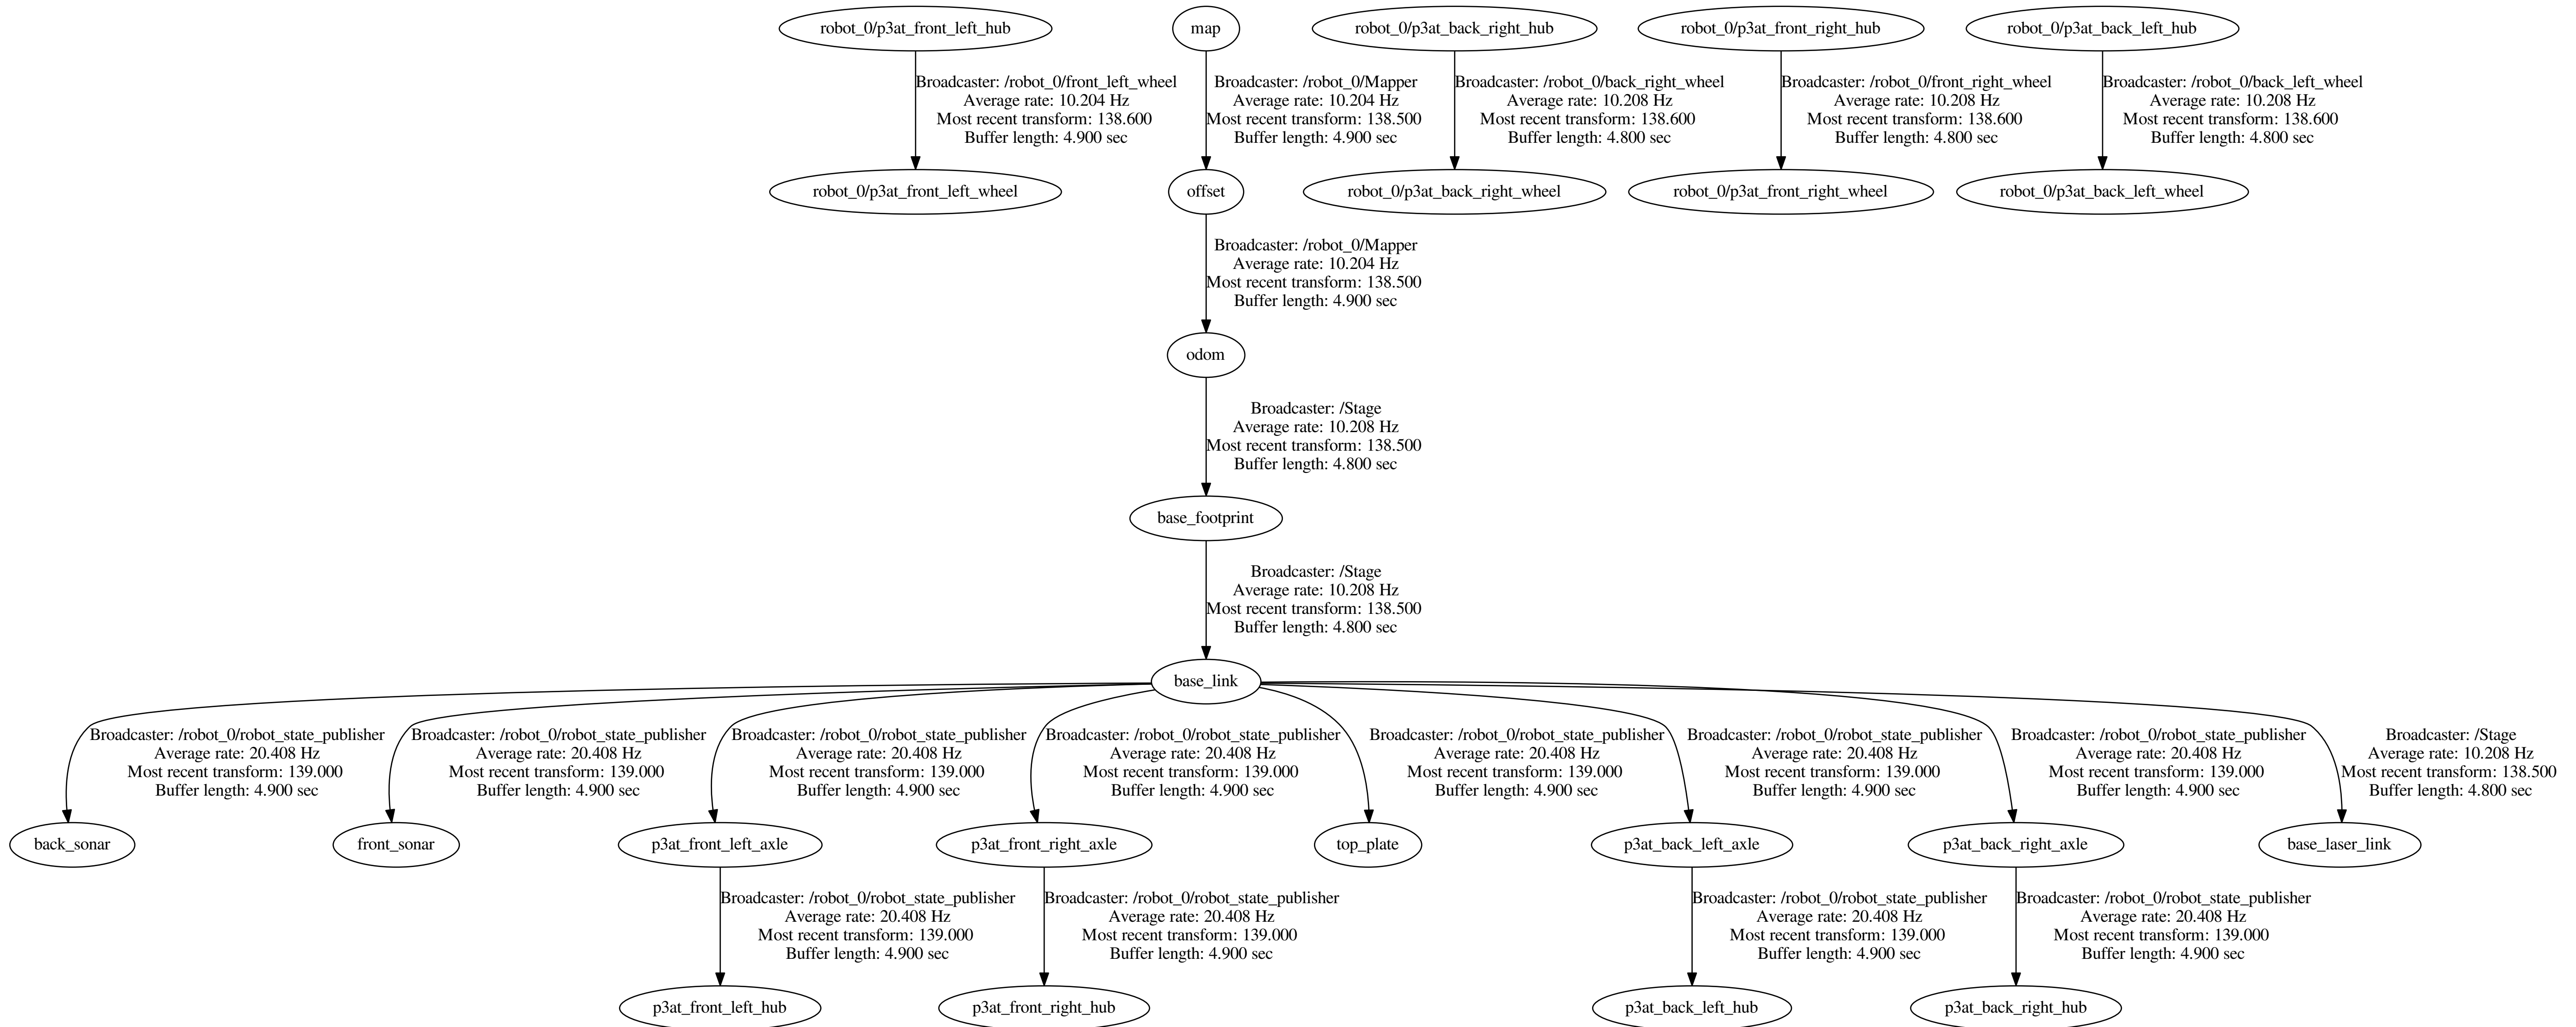 robot_0/p3at_front_left_hub
map
robot_0/p3at_back_right_hub
robot_0/p3at_front_right_hub
robot_0/p3at_back_left_hub
Broadcaster: /robot_0/front_left_wheel
Average rate: 10.204 Hz
Most recent transform: 138.600
Buffer length: 4.900 sec
Broadcaster: /robot_0/Mapper
Average rate: 10.204 Hz
Most recent transform: 138.500
Buffer length: 4.900 sec
Broadcaster: /robot_0/back_right_wheel
Average rate: 10.208 Hz
Most recent transform: 138.600
Buffer length: 4.800 sec
Broadcaster: /robot_0/front_right_wheel
Average rate: 10.208 Hz
Most recent transform: 138.600
Buffer length: 4.800 sec
Broadcaster: /robot_0/back_left_wheel
Average rate: 10.208 Hz
Most recent transform: 138.600
Buffer length: 4.800 sec
robot_0/p3at_front_left_wheel
offset
robot_0/p3at_back_right_wheel
robot_0/p3at_front_right_wheel
robot_0/p3at_back_left_wheel
Broadcaster: /robot_0/Mapper
Average rate: 10.204 Hz
Most recent transform: 138.500
Buffer length: 4.900 sec
odom
Broadcaster: /Stage
Average rate: 10.208 Hz
Most recent transform: 138.500
Buffer length: 4.800 sec
base_footprint
Broadcaster: /Stage
Average rate: 10.208 Hz
Most recent transform: 138.500
Buffer length: 4.800 sec
base_link
Broadcaster: /robot_0/robot_state_publisher
Average rate: 20.408 Hz
Most recent transform: 139.000
Buffer length: 4.900 sec
Broadcaster: /robot_0/robot_state_publisher
Average rate: 20.408 Hz
Most recent transform: 139.000
Buffer length: 4.900 sec
Broadcaster: /robot_0/robot_state_publisher
Average rate: 20.408 Hz
Most recent transform: 139.000
Buffer length: 4.900 sec
Broadcaster: /robot_0/robot_state_publisher
Average rate: 20.408 Hz
Most recent transform: 139.000
Buffer length: 4.900 sec
Broadcaster: /robot_0/robot_state_publisher
Average rate: 20.408 Hz
Most recent transform: 139.000
Buffer length: 4.900 sec
Broadcaster: /robot_0/robot_state_publisher
Average rate: 20.408 Hz
Most recent transform: 139.000
Buffer length: 4.900 sec
Broadcaster: /robot_0/robot_state_publisher
Average rate: 20.408 Hz
Most recent transform: 139.000
Buffer length: 4.900 sec
Broadcaster: /Stage
Average rate: 10.208 Hz
Most recent transform: 138.500
Buffer length: 4.800 sec
back_sonar
front_sonar
p3at_front_left_axle
p3at_front_right_axle
top_plate
p3at_back_left_axle
p3at_back_right_axle
base_laser_link
Broadcaster: /robot_0/robot_state_publisher
Average rate: 20.408 Hz
Most recent transform: 139.000
Buffer length: 4.900 sec
Broadcaster: /robot_0/robot_state_publisher
Average rate: 20.408 Hz
Most recent transform: 139.000
Buffer length: 4.900 sec
Broadcaster: /robot_0/robot_state_publisher
Average rate: 20.408 Hz
Most recent transform: 139.000
Buffer length: 4.900 sec
Broadcaster: /robot_0/robot_state_publisher
Average rate: 20.408 Hz
Most recent transform: 139.000
Buffer length: 4.900 sec
p3at_front_left_hub
p3at_front_right_hub
p3at_back_left_hub
p3at_back_right_hub